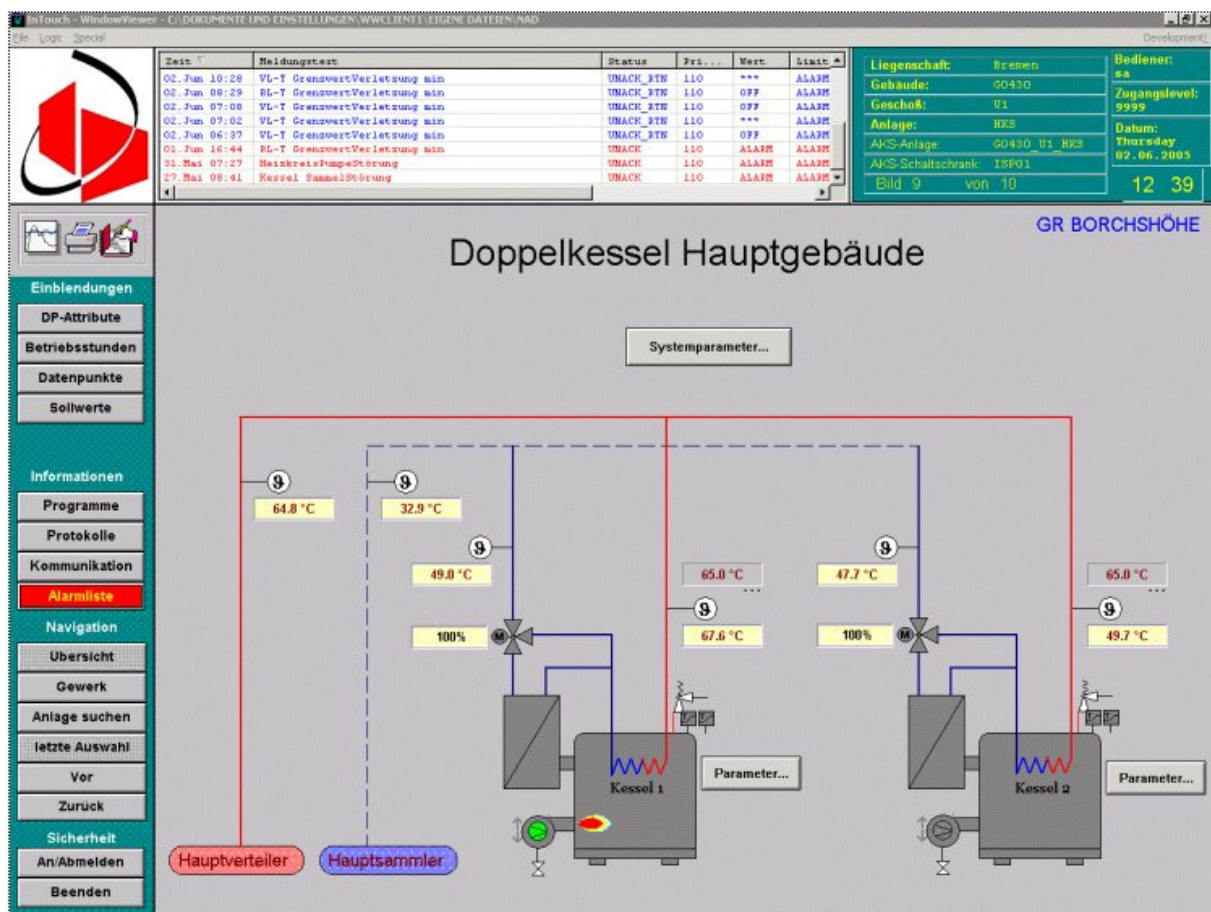 InTouch - WindowViewer - C:\DOKUMENTE UND EINSTELLUNGEN\WWCLIENT1\EIGENE DATEIEN\NAD
File Logic Special
Development!
Zeit Meldungstext Status Pri... Wert Limit
02.Jun 10:28 VL-T GrenzwertVerletzung min UNACK_RTN 110 *** ALARM
02.Jun 08:29 RL-T GrenzwertVerletzung min UNACK_RTN 110 OFF ALARM
02.Jun 07:08 VL-T GrenzwertVerletzung min UNACK_RTN 110 OFF ALARM
02.Jun 07:02 VL-T GrenzwertVerletzung min UNACK_RTN 110 OFF ALARM
02.Jun 06:37 VL-T GrenzwertVerletzung min UNACK_RTN 110 OFF ALARM
01.Jun 16:44 RL-T GrenzwertVerletzung min UNACK 110 ALARM ALARM
31.Mai 07:27 HeizkreisPumpeStörung UNACK 110 ALARM ALARM
27.Mai 08:41 Kessel SammelStörung UNACK 110 ALARM ALARM
Liegenschaft: Bremen
Gebäude: G0430
Geschoß: U1
Anlage: HKS
AKS-Anlage: G0430_U1_HKS
AKS-Schaltschrank: ISP01
Bild 9 von 10
Bediener:
sa
Zugangslevel:
9999
Datum:
Thursday
02.06.2005
12 39
Einblendungen
DP-Attribute
Betriebsstunden
Datenpunkte
Sollwerte
Informationen
Programme
Protokolle
Kommunikation
Alarmliste
Navigation
Übersicht
Gewerk
Anlage suchen
letzte Auswahl
Vor
Zurück
Sicherheit
An/Abmelden
Beenden
GR BORCHSHÖHE
Doppelkessel Hauptgebäude
Systemparameter...
ϑ ϑ
64.8 °C 32.9 °C
ϑ ϑ
49.0 °C 65.0 °C 47.7 °C 65.0 °C
... ...
ϑ ϑ
100% M 67.6 °C 100% M 49.7 °C
Parameter... Parameter...
Kessel 1 Kessel 2
Hauptverteiler Hauptsammler